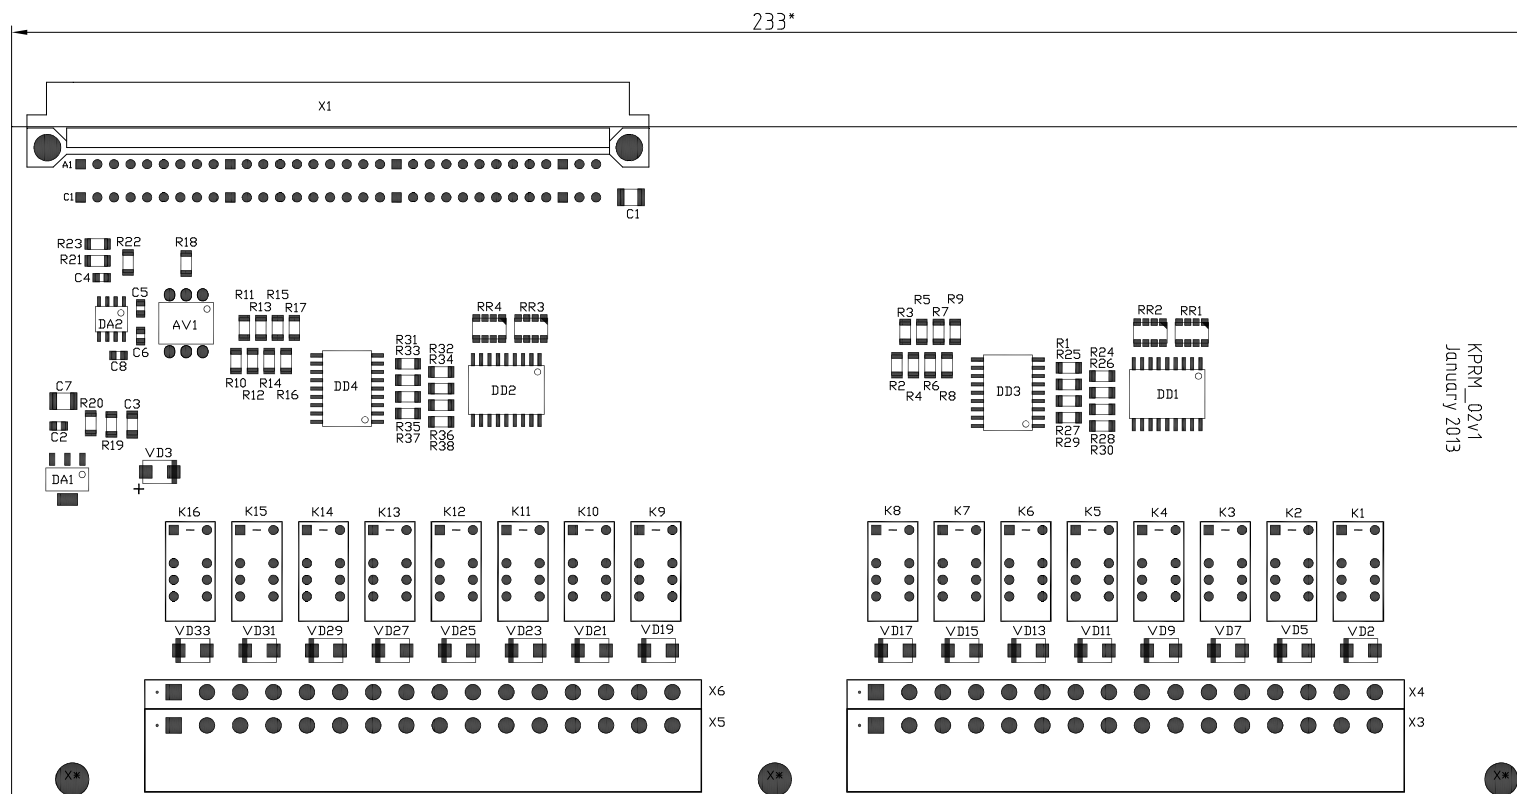 233*
X1
A1
C1
C1
R23
R22
R18
R21
C4
C5
R11
R15
R13
R17
RR4
RR3
R5
R9
R3
R7
RR2
RR1
DA2
AV1
C6
C8
R31
R33
R32
R34
R1
R25
R24
R26
KPRM_02v1
January 2013
R10
R14
R12
R16
DD4
DD2
R2
R6
R4
R8
DD3
DD1
C7
R20
C3
R35
R37
R36
R38
R27
R29
R28
R30
C2
R19
VD3
DA1
+
K16
K15
K14
K13
K12
K11
K10
K9
K8
K7
K6
K5
K4
K3
K2
K1
VD33
VD31
VD29
VD27
VD25
VD23
VD21
VD19
VD17
VD15
VD13
VD11
VD9
VD7
VD5
VD2
X6
X4
X5
X3
X*
X*
X*